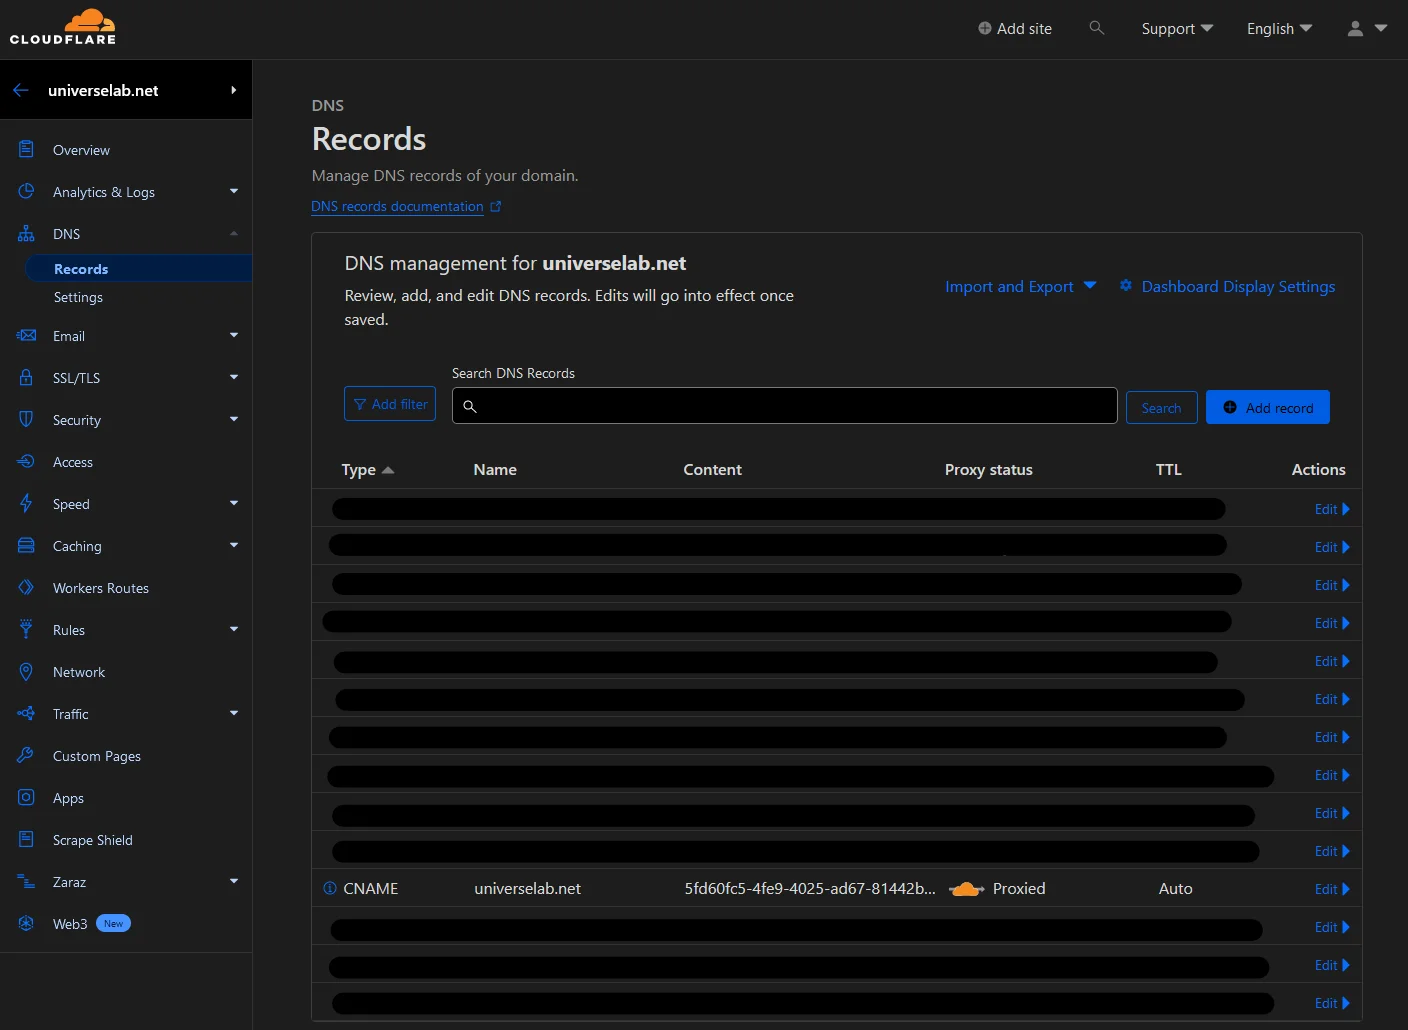 CLOUDFLARE
Add site
Support
English
universelab.net
Overview
Analytics & Logs
DNS
Records
Settings
Email
SSL/TLS
Security
Access
Speed
Caching
Workers Routes
Rules
Network
Traffic
Custom Pages
Apps
Scrape Shield
Zaraz
Web3 New
DNS
Records
Manage DNS records of your domain.
DNS records documentation
DNS management for universelab.net
Review, add, and edit DNS records. Edits will go into effect once
saved.
Import and Export
Dashboard Display Settings
Search DNS Records
Add filter
Search
Add record
Type Name Content Proxy status TTL Actions
Edit
Edit
Edit
Edit
Edit
Edit
Edit
Edit
Edit
Edit
CNAME universelab.net 5fd60fc5-4fe9-4025-ad67-81442b... Proxied Auto Edit
Edit
Edit
Edit